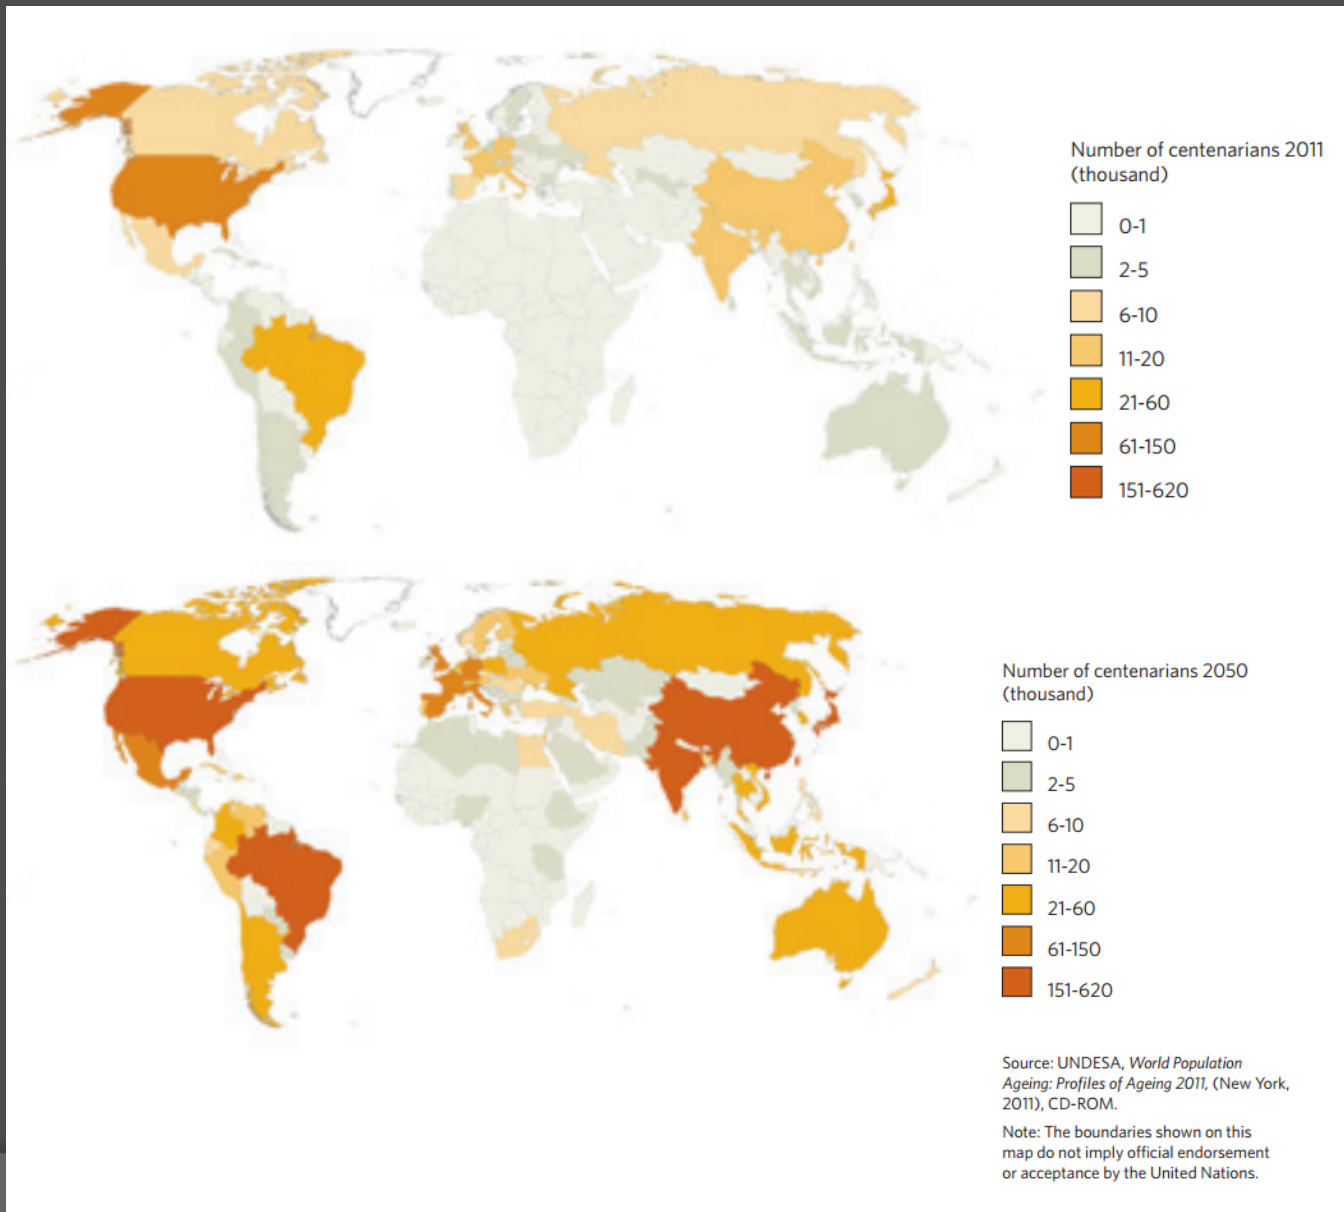 Number of centenarians 2011
(thousand)
0-1
2-5
6-10
11-20
21-60
61-150
151-620
Number of centenarians 2050
(thousand)
0-1
2-5
6-10
11-20
21-60
61-150
151-620
Source: UNDESA, World Population
Ageing: Profiles of Ageing 2011, (New York,
2011), CD-ROM.
Note: The boundaries shown on this
map do not imply official endorsement
or acceptance by the United Nations.